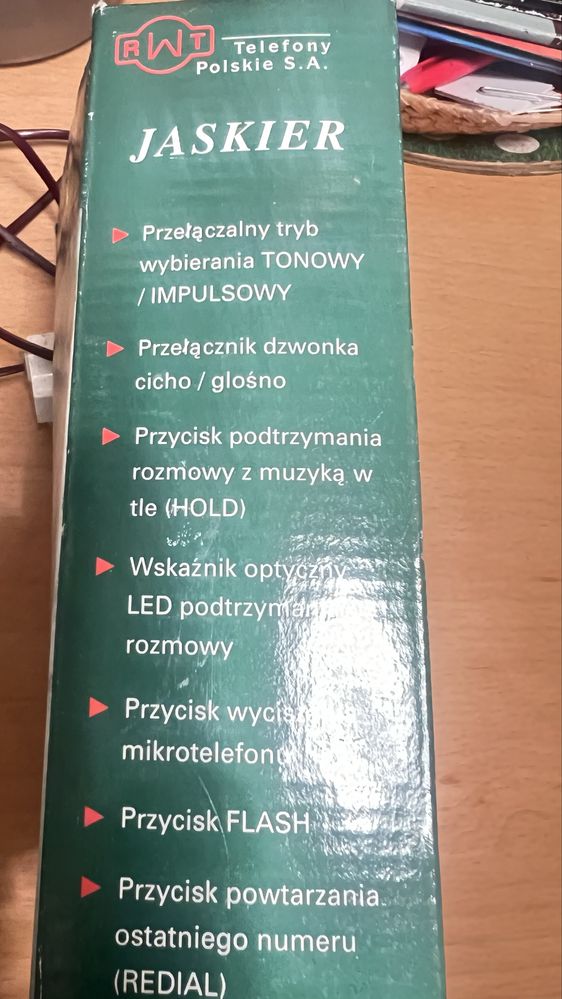 RWT Telefony
Polskie S.A.
JASKIER
Przełączalny tryb
wybierania TONOWY
/ IMPULSOWY
Przełącznik dzwonka
cicho / glośno
Przycisk podtrzymania
rozmowy z muzyką w
tle (HOLD)
Wskaźnik optyczny
LED
rozmowy
Przycisk
mikrotelefonu
Przycisk FLASH
Przycisk powtarzania
ostatniego numeru
(REDIAL)